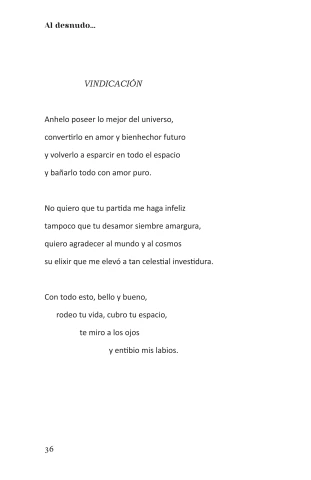 Al desnudo...
VINDICACIÓN
Anhelo poseer lo mejor del universo,
convertirlo en amor y bienhechor futuro
y volverlo a esparcir en todo el espacio
y bañarlo todo con amor puro.
No quiero que tu partida me haga infeliz
tampoco que tu desamor siembre amargura,
quiero agradecer al mundo y al cosmos
su elixir que me elevó a tan celestial investidura.
Con todo esto, bello y bueno,
rodeo tu vida, cubro tu espacio,
te miro a los ojos
y entibio mis labios.
36